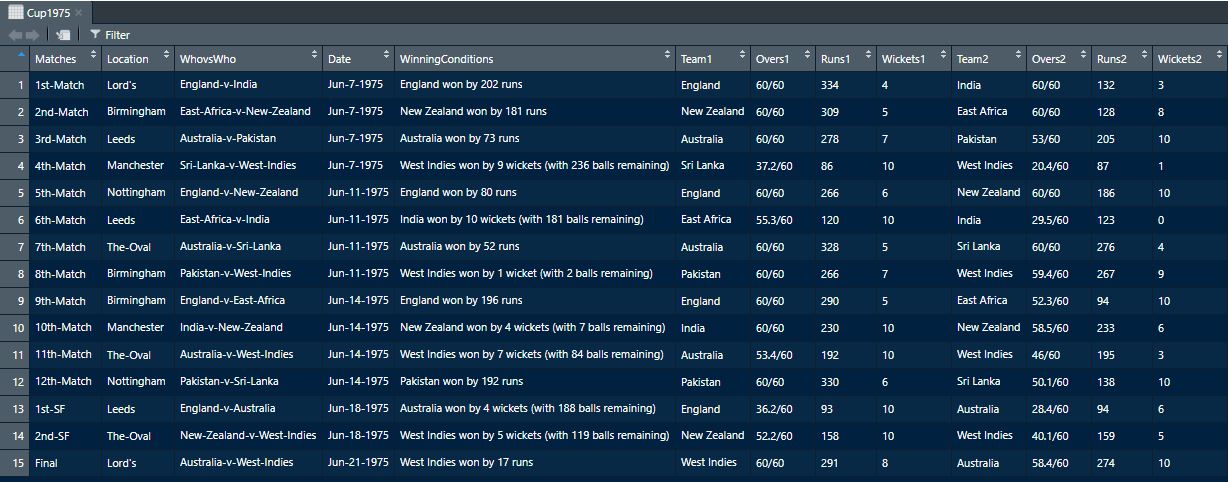 Cup1975
Filter
Matches Location WhovsWho Date WinningConditions Team1 Overs1 Runs1 Wickets1 Team2 Overs2 Runs2 Wickets2
1 1st-Match Lord's England-v-India Jun-7-1975 England won by 202 runs England 60/60 334 4 India 60/60 132 3
2 2nd-Match Birmingham East-Africa-v-New-Zealand Jun-7-1975 New Zealand won by 181 runs New Zealand 60/60 309 5 East Africa 60/60 128 8
3 3rd-Match Leeds Australia-v-Pakistan Jun-7-1975 Australia won by 73 runs Australia 60/60 278 7 Pakistan 53/60 205 10
4 4th-Match Manchester Sri-Lanka-v-West-Indies Jun-7-1975 West Indies won by 9 wickets (with 236 balls remaining) Sri Lanka 37.2/60 86 10 West Indies 20.4/60 87 1
5 5th-Match Nottingham England-v-New-Zealand Jun-11-1975 England won by 80 runs England 60/60 266 6 New Zealand 60/60 186 10
6 6th-Match Leeds East-Africa-v-India Jun-11-1975 India won by 10 wickets (with 181 balls remaining) East Africa 55.3/60 120 10 India 29.5/60 123 0
7 7th-Match The-Oval Australia-v-Sri-Lanka Jun-11-1975 Australia won by 52 runs Australia 60/60 328 5 Sri Lanka 60/60 276 4
8 8th-Match Birmingham Pakistan-v-West-Indies Jun-11-1975 West Indies won by 1 wicket (with 2 balls remaining) Pakistan 60/60 266 7 West Indies 59.4/60 267 9
9 9th-Match Birmingham England-v-East-Africa Jun-14-1975 England won by 196 runs England 60/60 290 5 East Africa 52.3/60 94 10
10 10th-Match Manchester India-v-New-Zealand Jun-14-1975 New Zealand won by 4 wickets (with 7 balls remaining) India 60/60 230 10 New Zealand 58.5/60 233 6
11 11th-Match The-Oval Australia-v-West-Indies Jun-14-1975 West Indies won by 7 wickets (with 84 balls remaining) Australia 53.4/60 192 10 West Indies 46/60 195 3
12 12th-Match Nottingham Pakistan-v-Sri-Lanka Jun-14-1975 Pakistan won by 192 runs Pakistan 60/60 330 6 Sri Lanka 50.1/60 138 10
13 1st-SF Leeds England-v-Australia Jun-18-1975 Australia won by 4 wickets (with 188 balls remaining) England 36.2/60 93 10 Australia 28.4/60 94 6
14 2nd-SF The-Oval New-Zealand-v-West-Indies Jun-18-1975 West Indies won by 5 wickets (with 119 balls remaining) New Zealand 52.2/60 158 10 West Indies 40.1/60 159 5
15 Final Lord's Australia-v-West-Indies Jun-21-1975 West Indies won by 17 runs West Indies 60/60 291 8 Australia 58.4/60 274 10